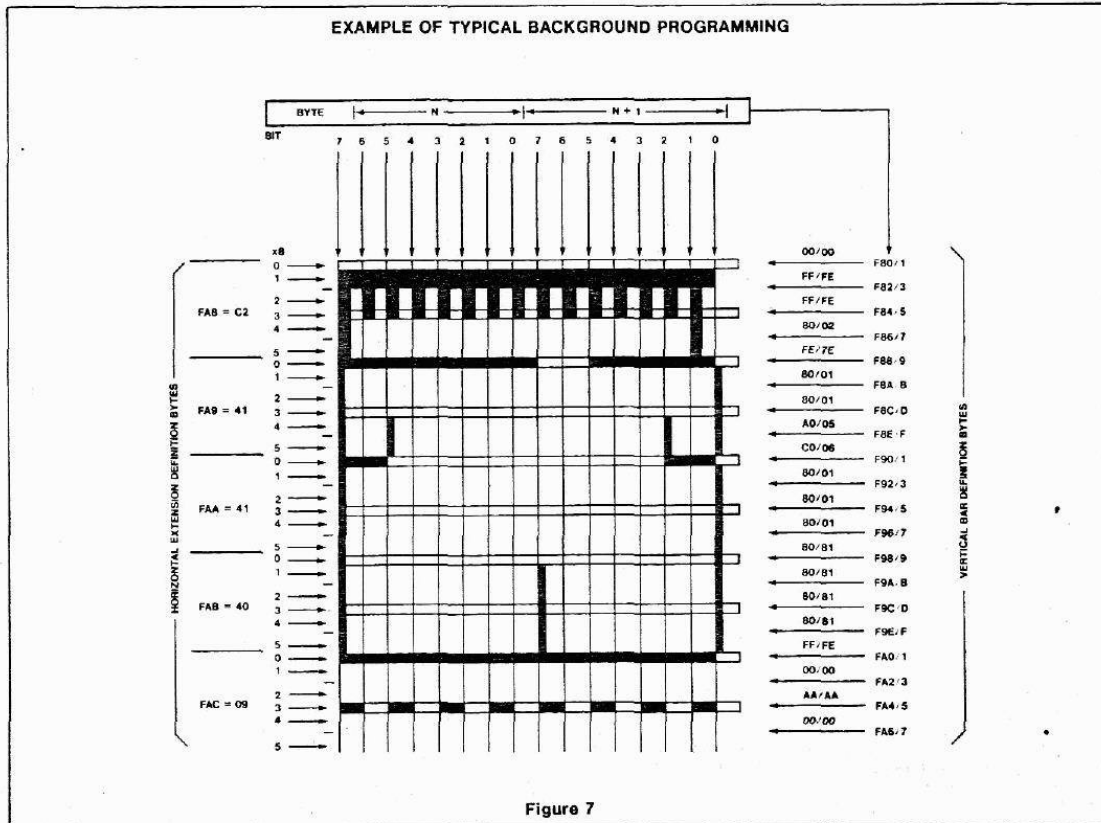 EXAMPLE OF TYPICAL BACKGROUND PROGRAMMING
BYTE N N + 1
BIT
7 6 5 4 3 2 1 0 7 6 5 4 3 2 1 0
HORIZONTAL EXTENSION DEFINITION BYTES
x8
FA8 = C2
0
1
2
3
4
5
FA9 = 41
0
1
2
3
4
5
FAA = 41
0
1
2
3
4
5
FAB = 40
0
1
2
3
4
5
FAC = 09
0
1
2
3
4
5
00/00 F80/1
FF/FE F82/3
FF/FE F84/5
80/02 F86/7
FE/7E F88/9
80/01 F8A/B
80/01 F8C/D
A0/05 F8E/F
C0/06 F90/1
80/01 F92/3
80/01 F94/5
80/01 F96/7
80/81 F98/9
80/81 F9A/B
80/81 F9C/D
80/81 F9E/F
FF/FE FA0/1
00/00 FA2/3
AA/AA FA4/5
00/00 FA6/7
VERTICAL BAR DEFINITION BYTES
Figure 7